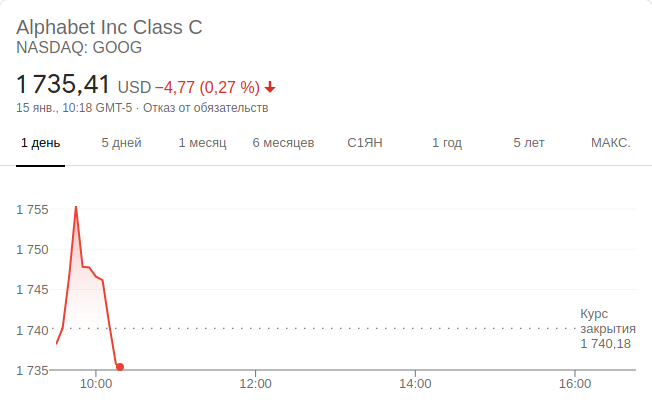 Alphabet Inc Class C
NASDAQ: GOOG
1 735,41 USD −4,77 (0,27 %)
15 янв., 10:18 GMT-5 · Отказ от обязательств
1 день 5 дней 1 месяц 6 месяцев С1ЯН 1 год 5 лет МАКС.
1 755
1 750
1 745
1 740
1 735
Курс
закрытия
1 740,18
10:00 12:00 14:00 16:00